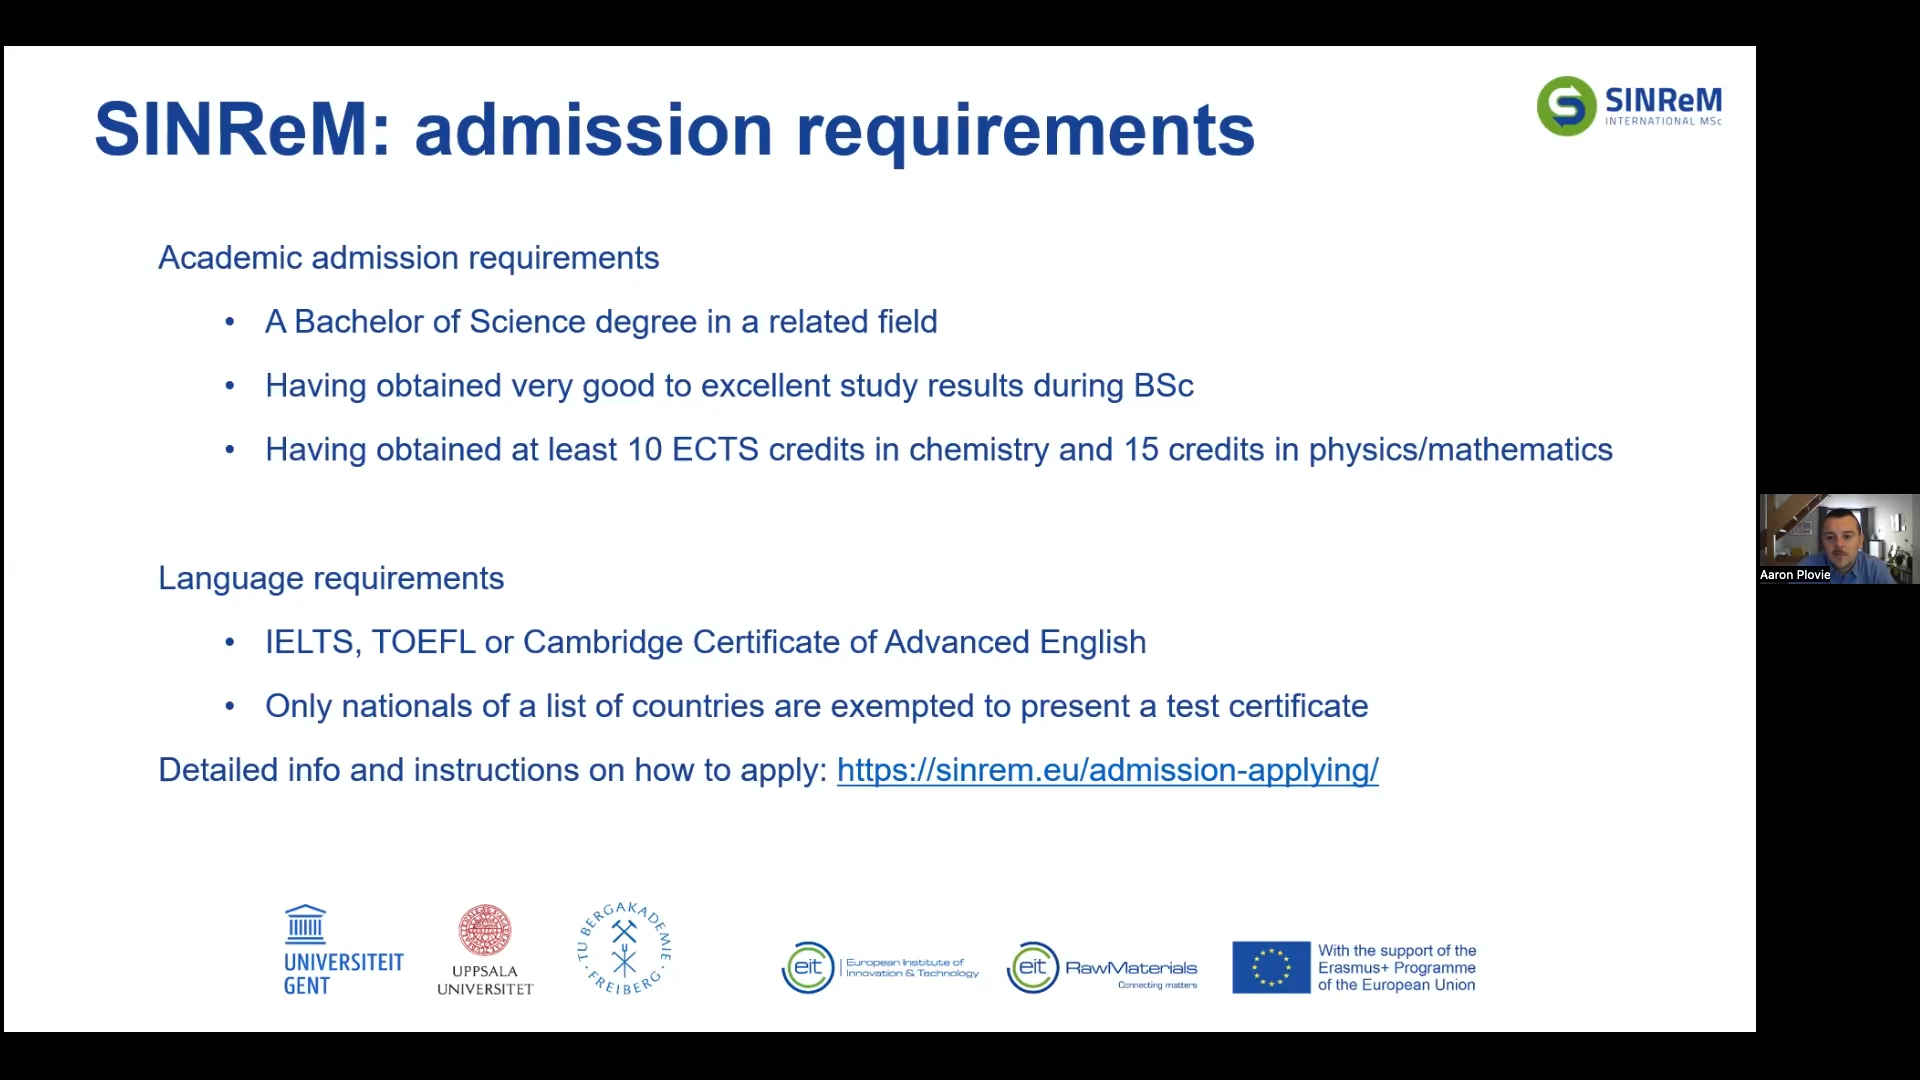 SINReM: admission requirements
SINReM
INTERNATIONAL MSc
Academic admission requirements
• A Bachelor of Science degree in a related field
• Having obtained very good to excellent study results during BSc
• Having obtained at least 10 ECTS credits in chemistry and 15 credits in physics/mathematics
Language requirements
• IELTS, TOEFL or Cambridge Certificate of Advanced English
• Only nationals of a list of countries are exempted to present a test certificate
Detailed info and instructions on how to apply: https://sinrem.eu/admission-applying/
Aaron Plovie
UNIVERSITEIT
GENT
UPPSALA
UNIVERSITET
TU BERGAKADEMIE
FREIBERG
eit
European Institute of
Innovation & Technology
eit
RawMaterials
Connecting matters
With the support of the
Erasmus+ Programme
of the European Union